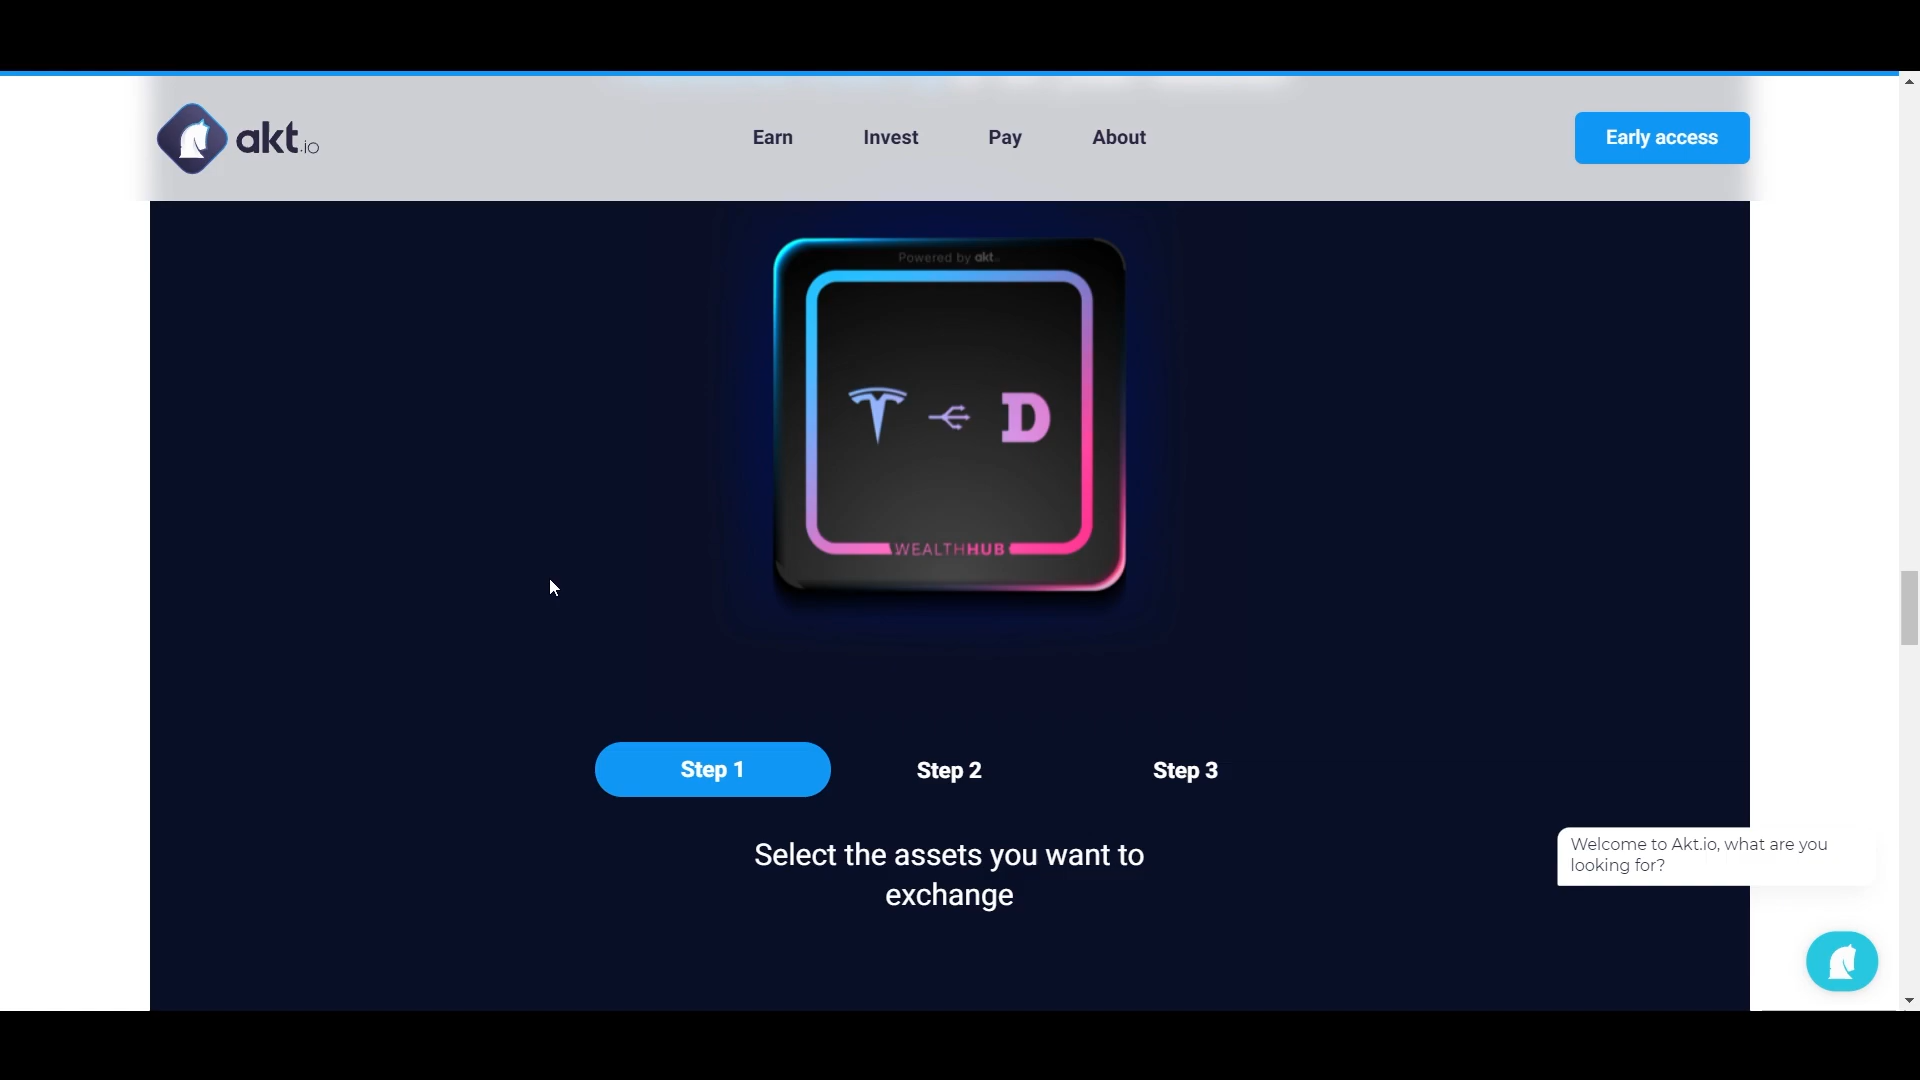 akt.io
Earn
Invest
Pay
About
Early access
Powered by akt.io
D
WEALTHHUB
Step 1
Step 2
Step 3
Select the assets you want to
exchange
Welcome to Akt.io, what are you
looking for?